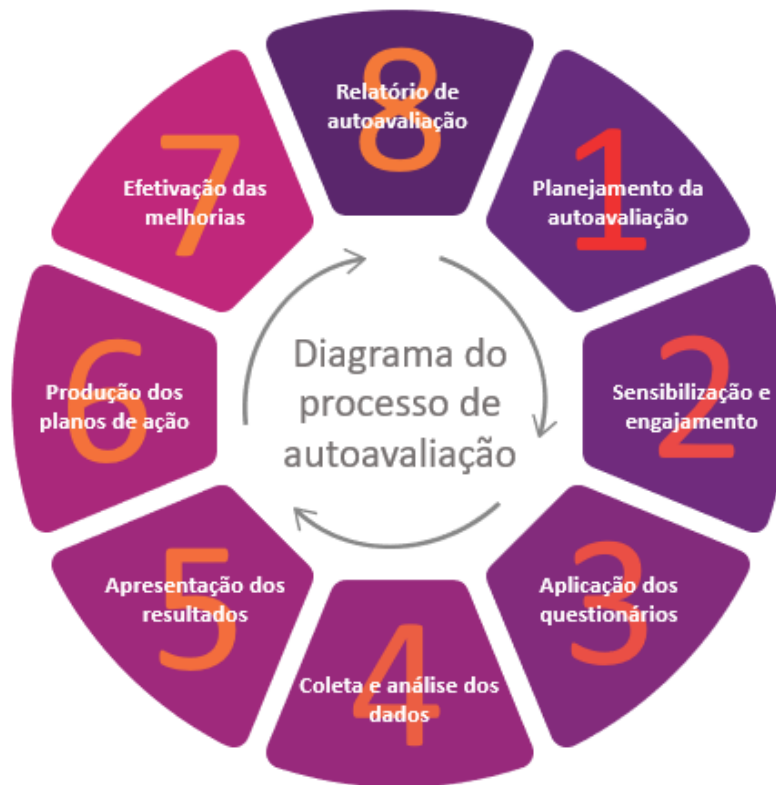 8
Relatório de
autoavaliação
1
Planejamento da
autoavaliação
2
Sensibilização e
engajamento
3
Aplicação dos
questionários
4
Coleta e análise dos
dados
5
Apresentação dos
resultados
6
Produção dos
planos de ação
7
Efetivação das
melhorias
Diagrama do
processo de
autoavaliação